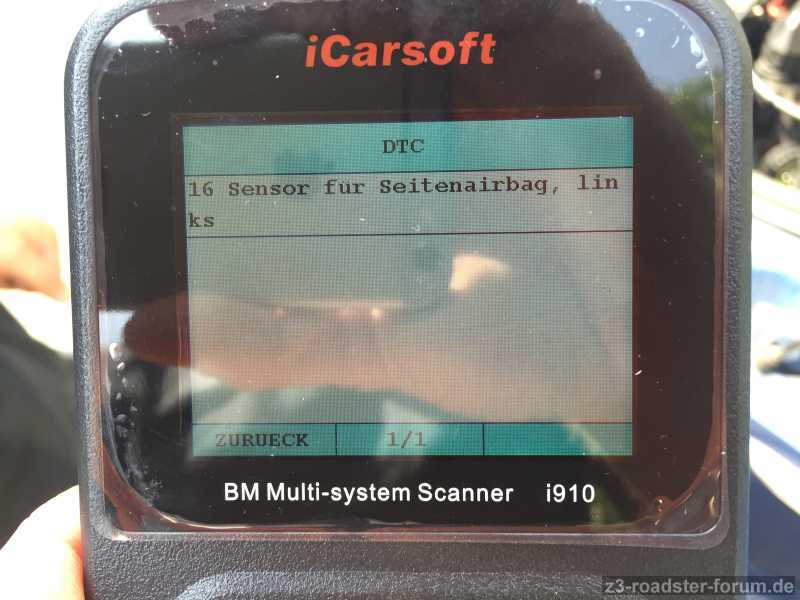 iCarsoft
DTC
16 Sensor für Seitenairbag, lin
ks
ZURUECK 1/1
BM Multi-system Scanner i910
z3-roadster-forum.de